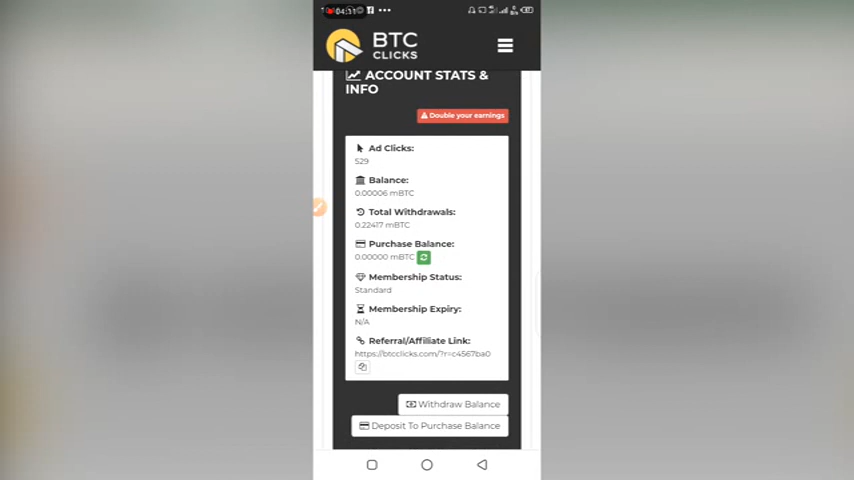 04:11
BTC
CLICKS
ACCOUNT STATS &
INFO
Double your earnings
Ad Clicks:
529
Balance:
0.00006 mBTC
Total Withdrawals:
0.22417 mBTC
Purchase Balance:
0.00000 mBTC
Membership Status:
Standard
Membership Expiry:
N/A
Referral/Affiliate Link:
https://btcclicks.com/?r=c4567ba0
Withdraw Balance
Deposit To Purchase Balance